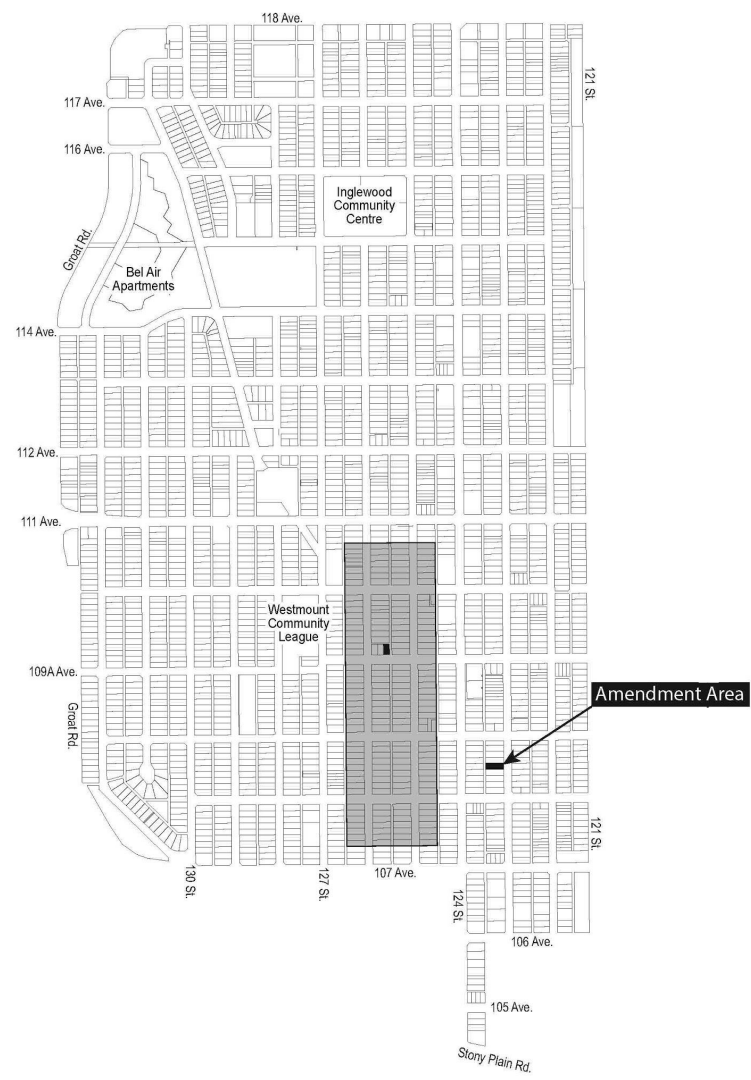 118 Ave.
121 St.
117 Ave.
116 Ave.
Inglewood
Community
Centre
Groat Rd.
Bel Air
Apartments
114 Ave.
112 Ave.
111 Ave.
Westmount
Community
League
109A Ave.
Amendment Area
Groat Rd.
121 St.
107 Ave.
130 St.
127 St.
124 St.
106 Ave.
105 Ave.
Stony Plain Rd.